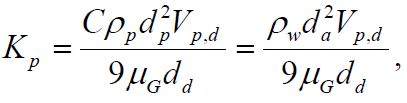 $$K_p = \frac{C \rho_p d_p^2 V_{p,d}}{9 \mu_G d_d} = \frac{\rho_w d_a^2 V_{p,d}}{9 \mu_G d_d},$$